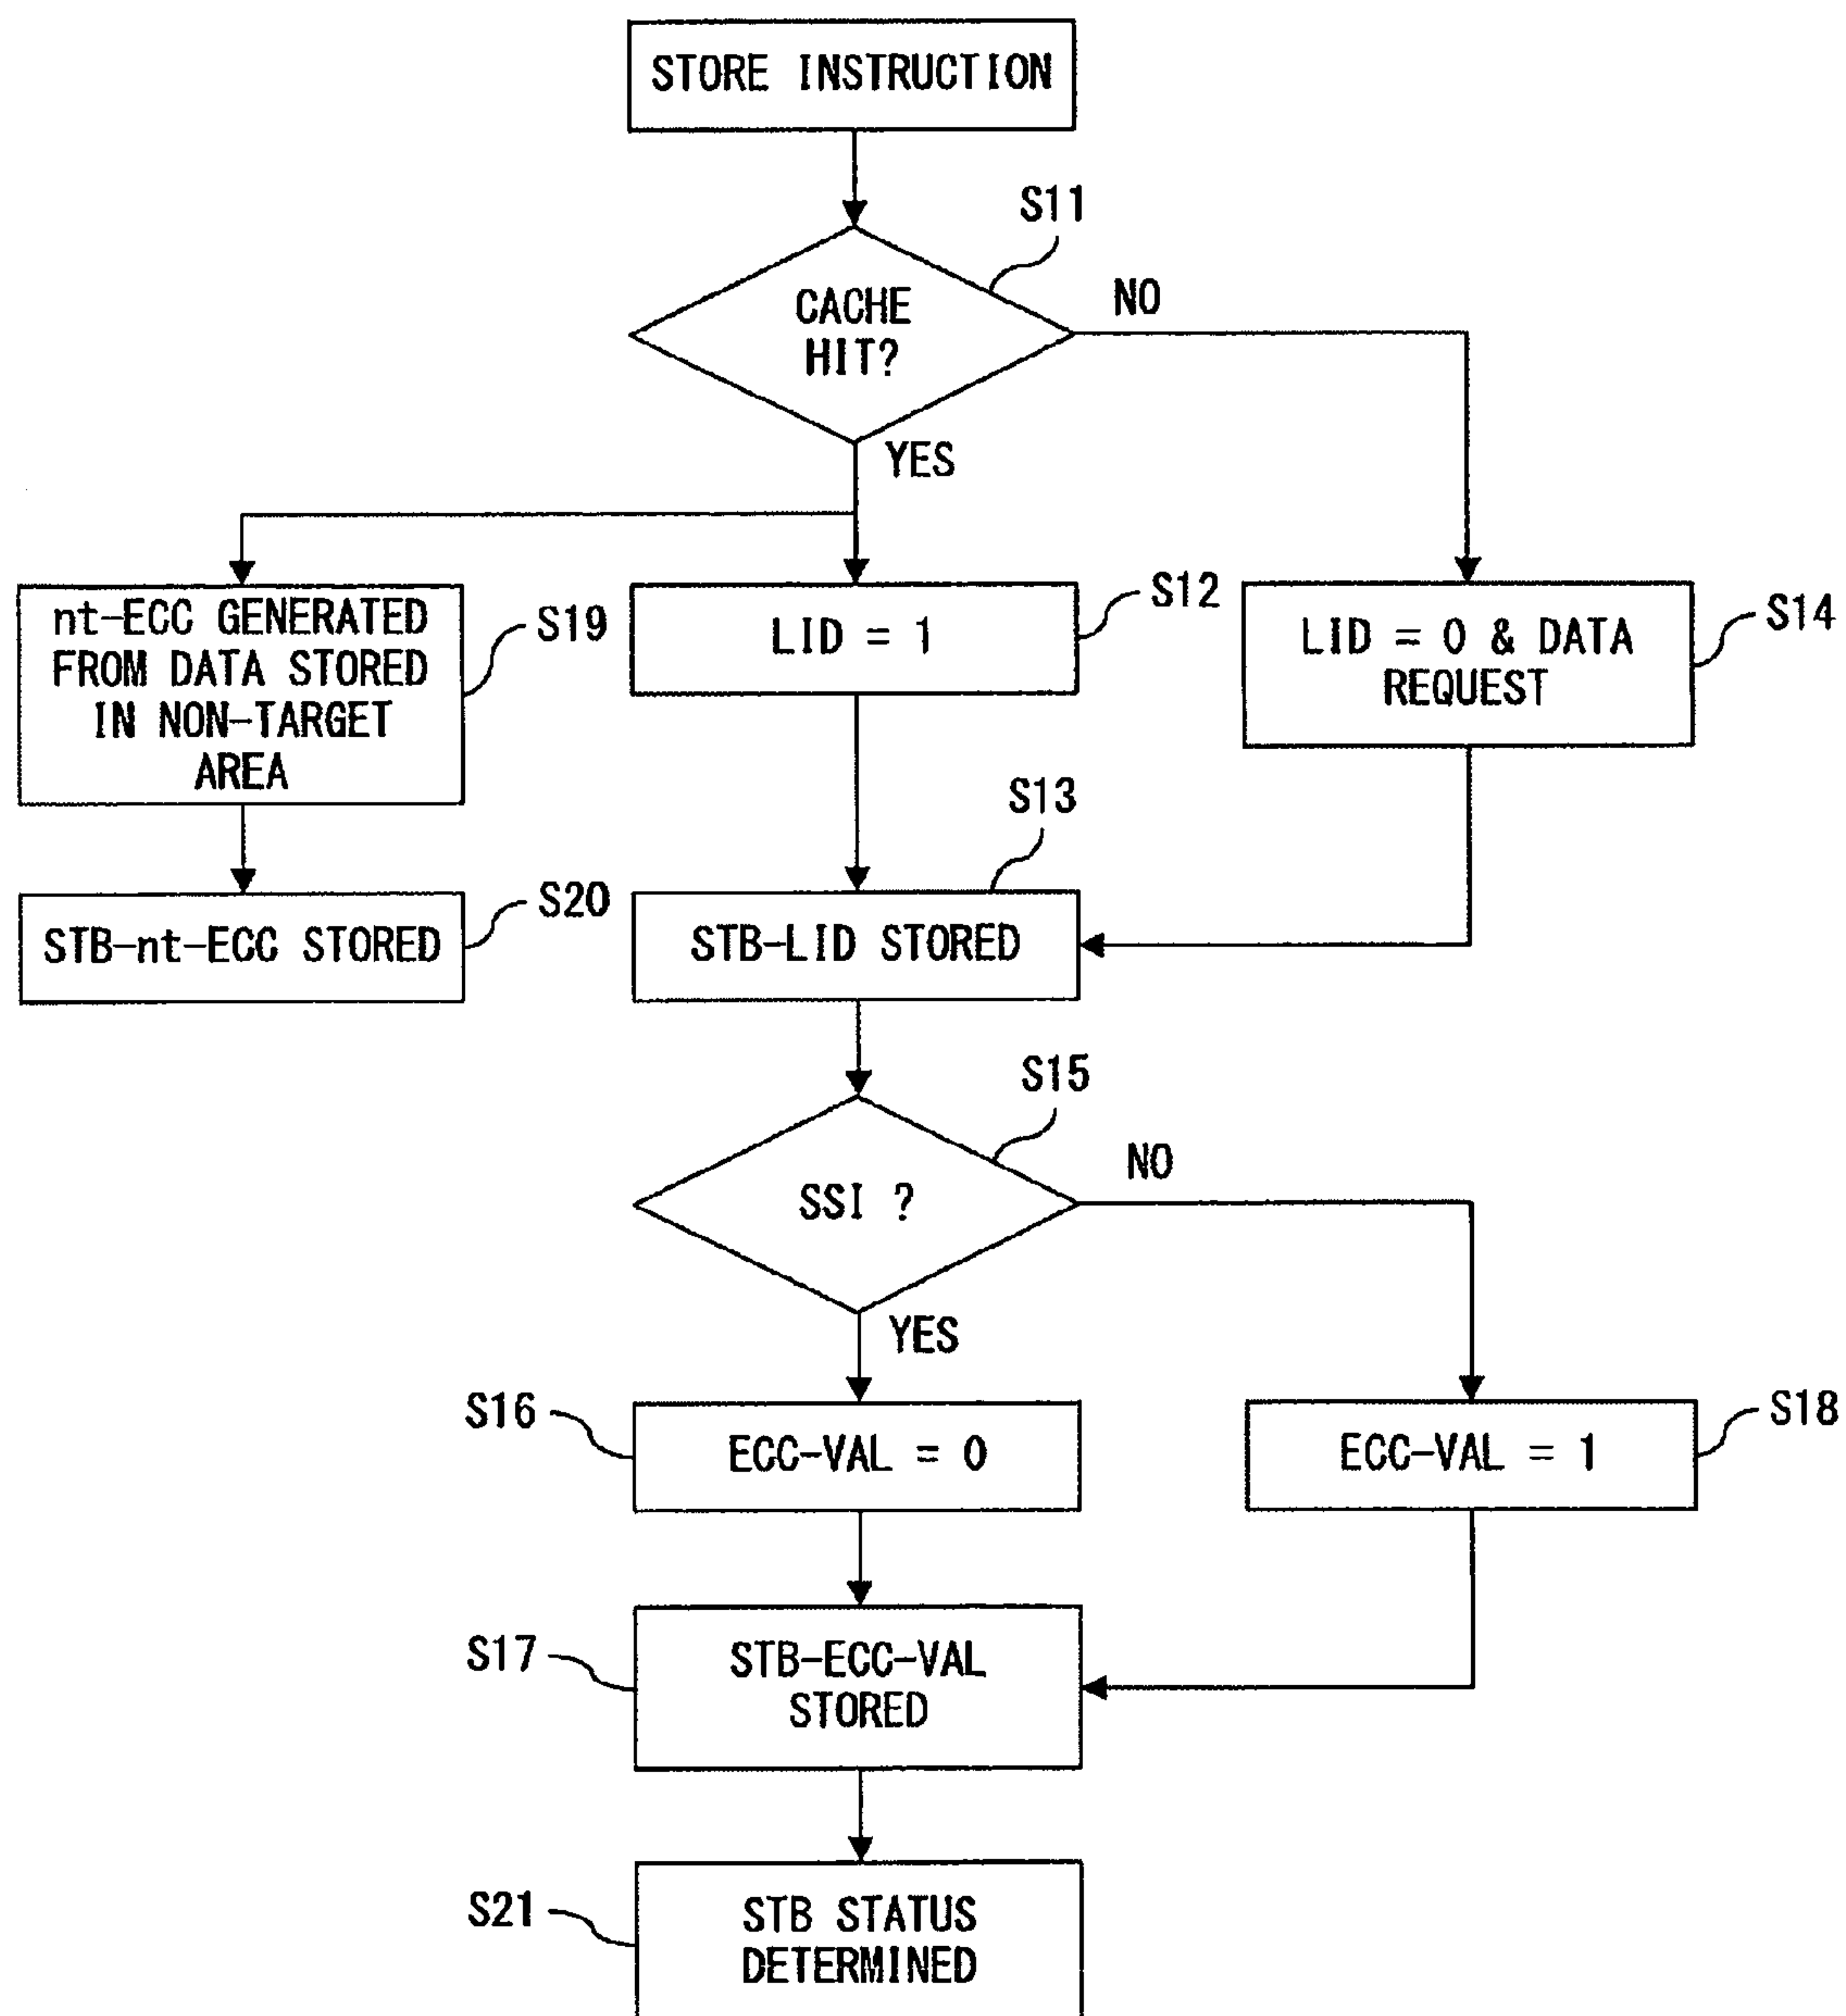 STORE INSTRUCTION
S11
CACHE
HIT?
NO
YES
nt-ECC GENERATED
FROM DATA STORED
IN NON-TARGET
AREA
S19
LID = 1
S12
LID = 0 & DATA
REQUEST
S14
S13
STB-nt-ECC STORED
S20
STB-LID STORED
S15
SSI ?
NO
YES
S16
ECC-VAL = 0
ECC-VAL = 1
S18
S17
STB-ECC-VAL
STORED
S21
STB STATUS
DETERMINED